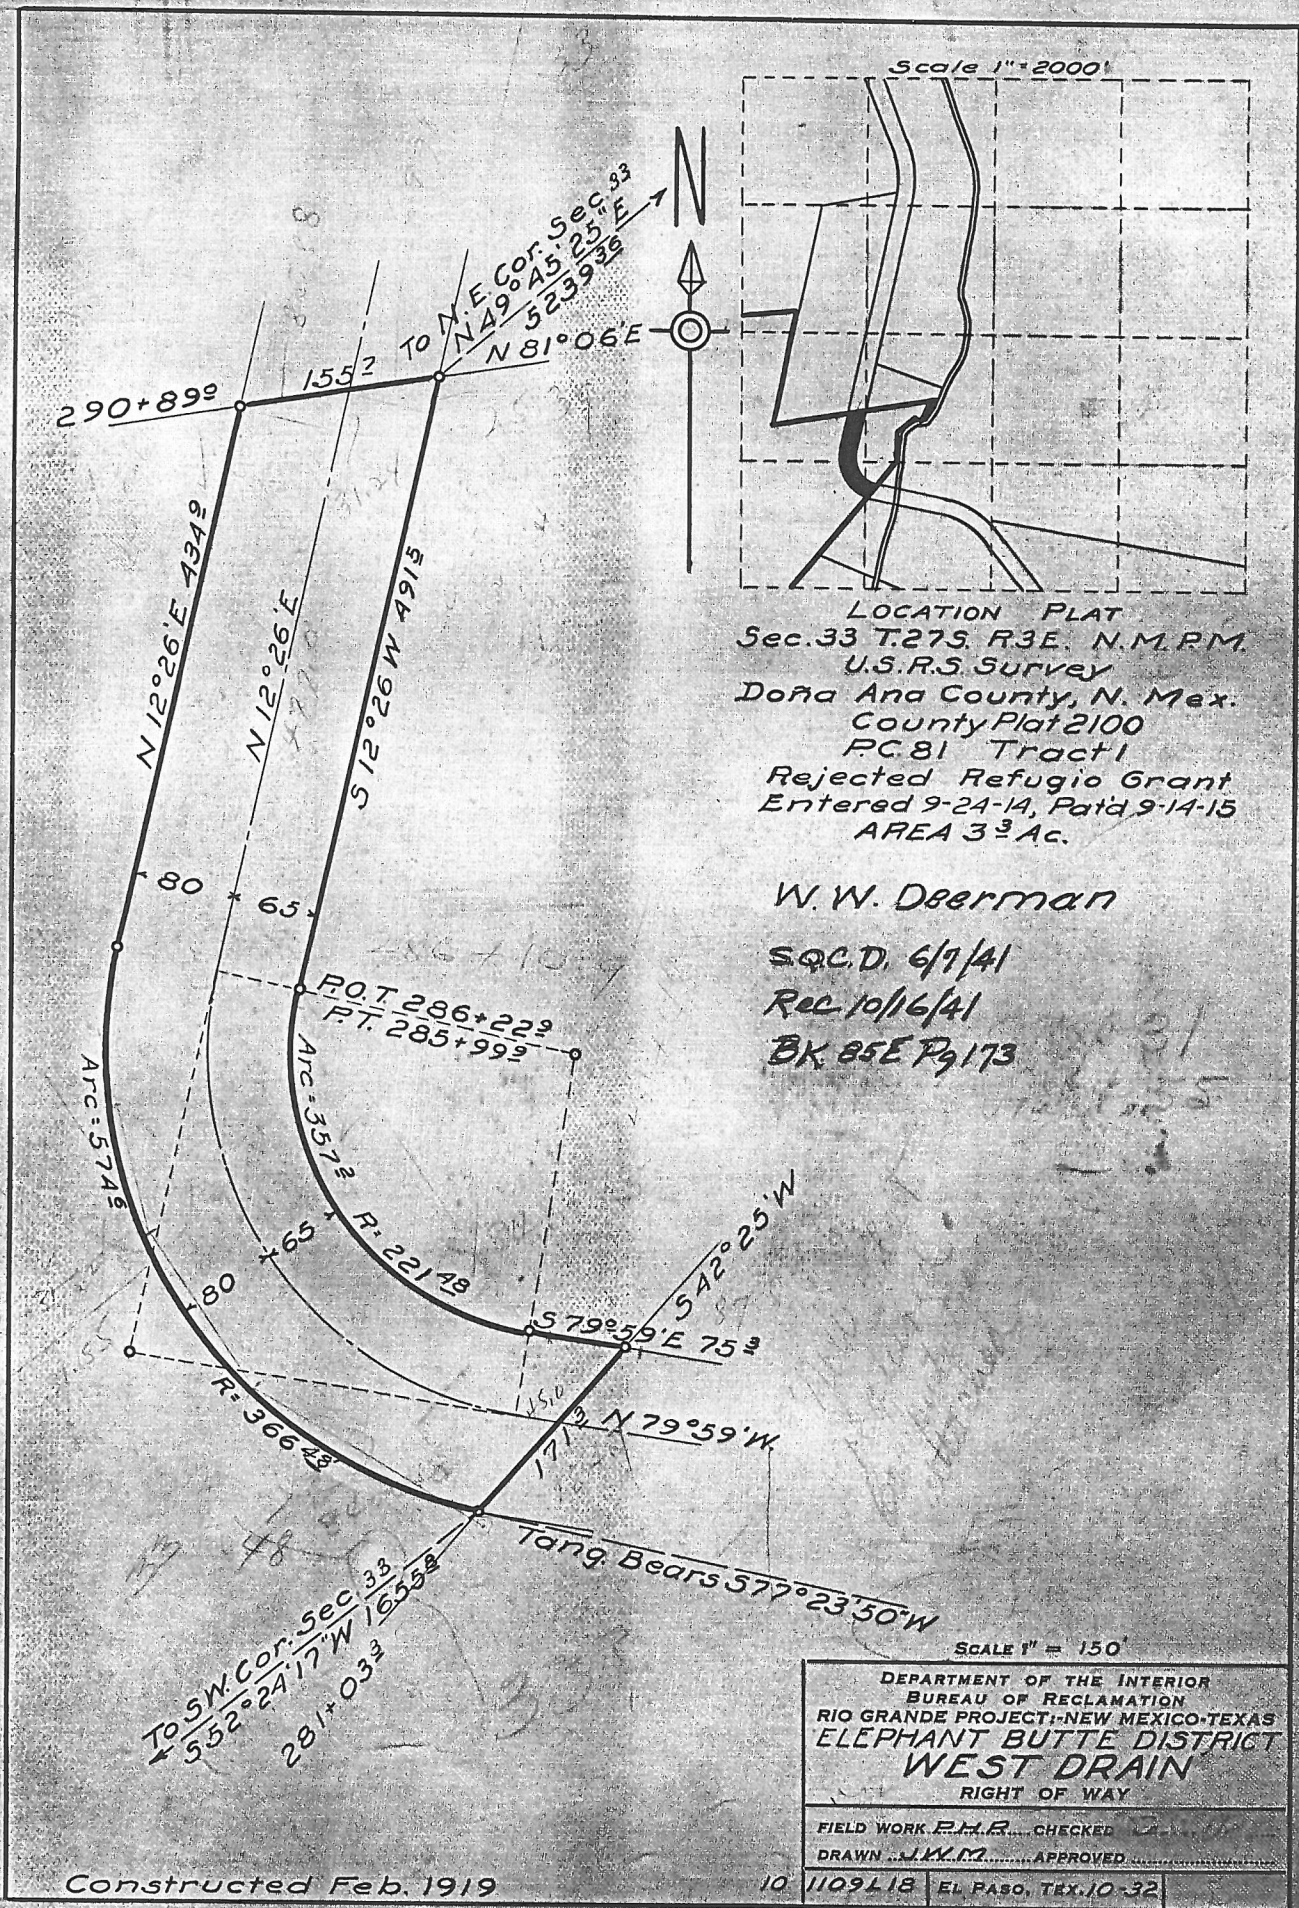 Scale 1"=2000'
N
To N.E. Cor. Sec. 33
N 49°45'25" E
5239 36
N 81°06'E
155 7
290+89 9
N 12°26'E 434 9
N 12°26'E
S 12°26 W 491 5
LOCATION PLAT
Sec. 33 T.27S. R.3E. N.M.P.M.
U.S.R.S. Survey
Doña Ana County, N. Mex.
County Plat 2100
P.C. 81 Tract 1
Rejected Refugio Grant
Entered 9-24-14, Pat'd 9-14-15
AREA 3 3 Ac.
W. W. Deerman
S.Q.C.D. 6/7/41
Rec. 10/16/41
BK 85E Pg 173
80
65
P.O.T. 286+22 9
P.T. 285+99 9
Arc = 574 6
Arc = 357 2
65
80
R= 221 48
S 42°25'W
S 79°59'E 75 3
R= 366 48
171 3
N 79°59'W.
Tang. Bears S77°23'50"W
To S.W. Cor. Sec. 33
S52°24'17"W 1655 8
281+03 3
SCALE 1" = 150'
DEPARTMENT OF THE INTERIOR
BUREAU OF RECLAMATION
RIO GRANDE PROJECT:-NEW MEXICO-TEXAS
ELEPHANT BUTTE DISTRICT
WEST DRAIN
RIGHT OF WAY
FIELD WORK P.H.R. CHECKED
DRAWN J.W.M. APPROVED
Constructed Feb. 1919
10 1109L18 EL PASO, TEX. 10-32